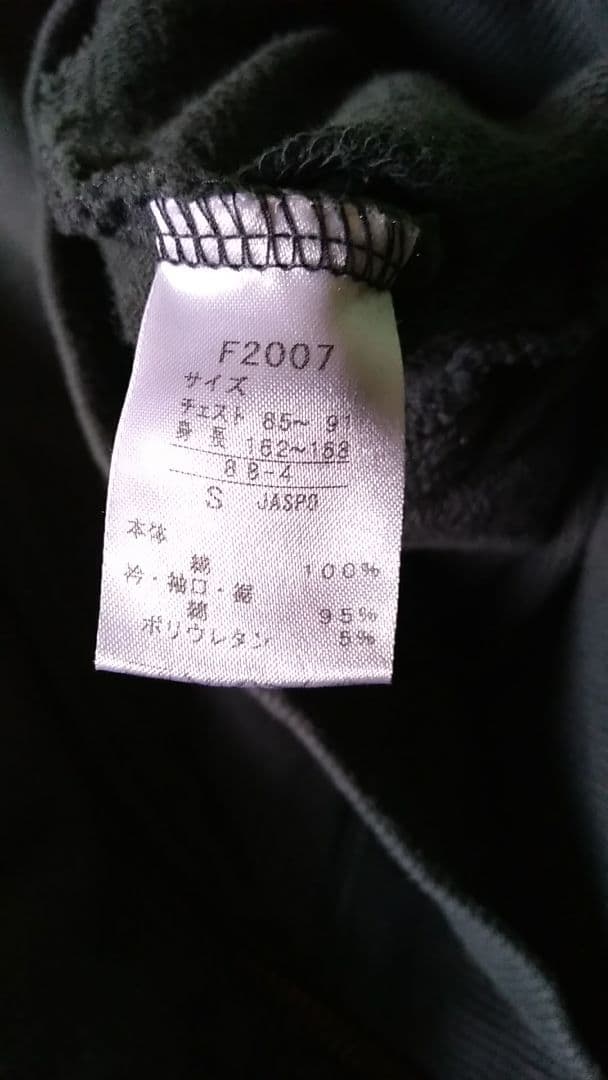 F2007
サイズ
チェスト 85～ 91
身長 162～168
88-4
S JASPO
本体
綿 100%
衿・袖口・裾
綿 95%
ポリウレタン 5%